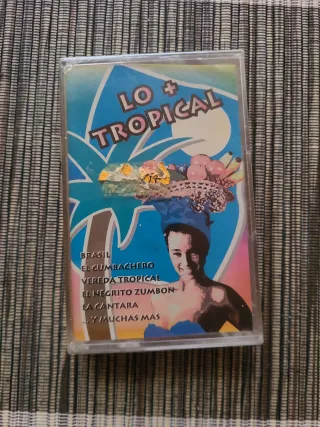 LO +
TROPICAL
BRASIL
EL CUMBACHERO
VEREDA TROPICAL
EL NEGRITO ZUMBON
LA CANTARA
... Y MUCHAS MAS